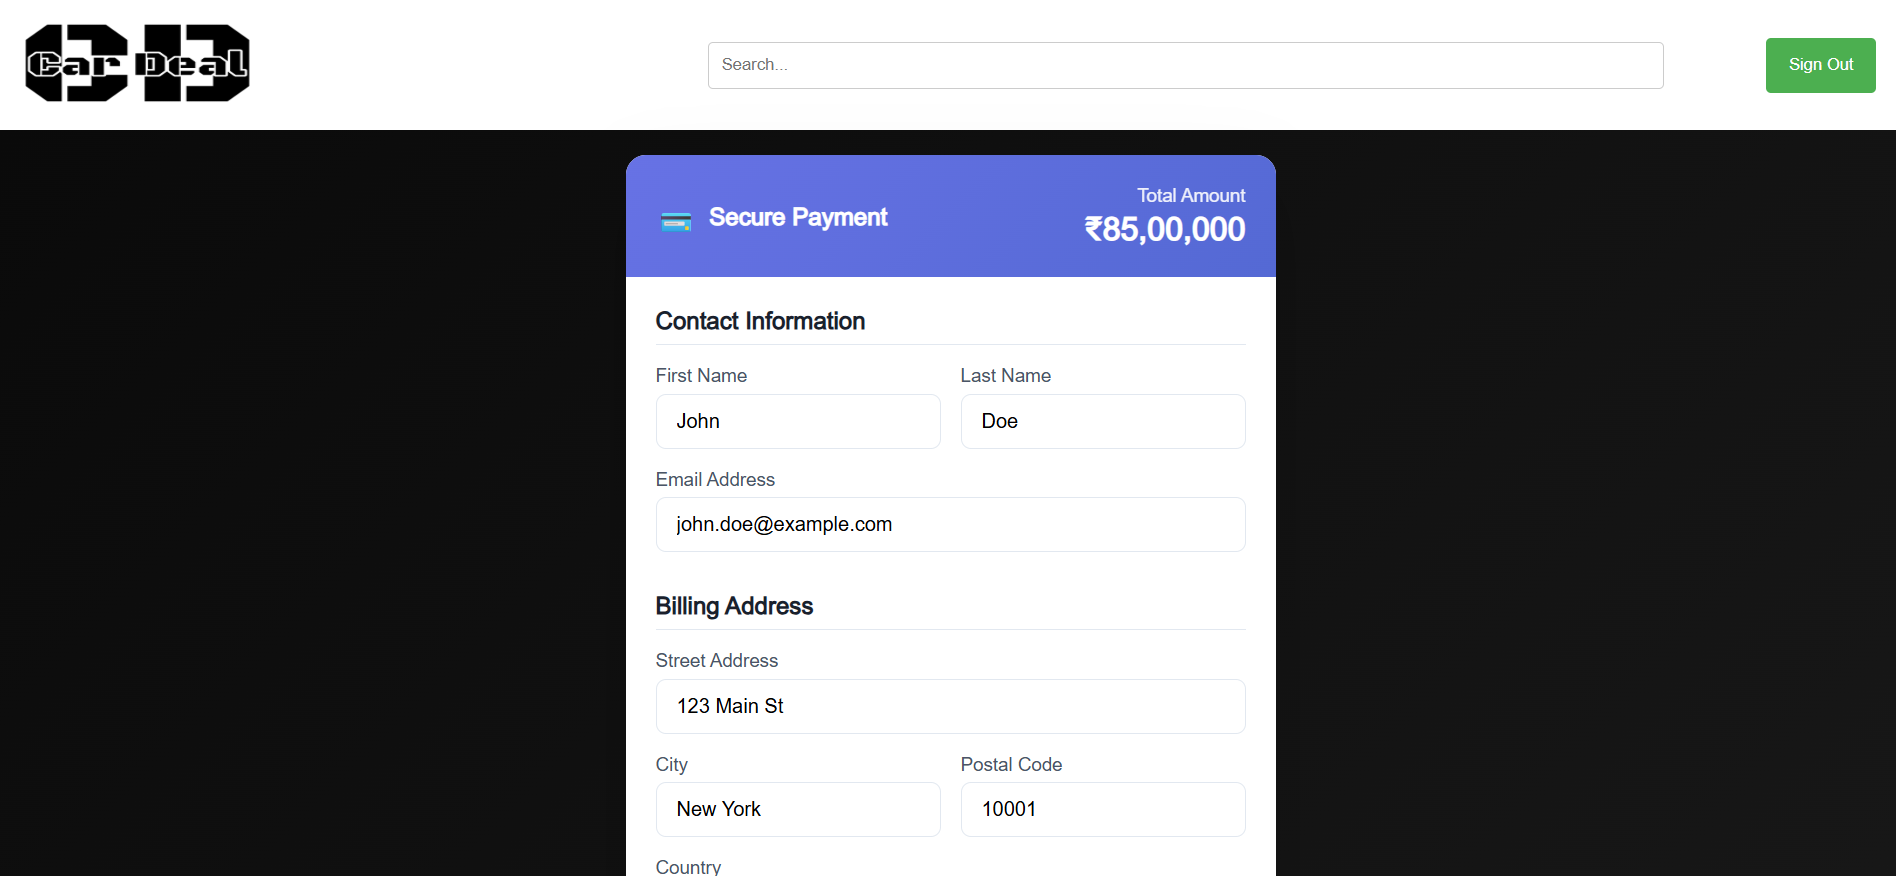 Car Deal
Search...
Sign Out
Secure Payment
Total Amount
₹85,00,000
Contact Information
First Name
Last Name
John
Doe
Email Address
john.doe@example.com
Billing Address
Street Address
123 Main St
City
Postal Code
New York
10001
Country